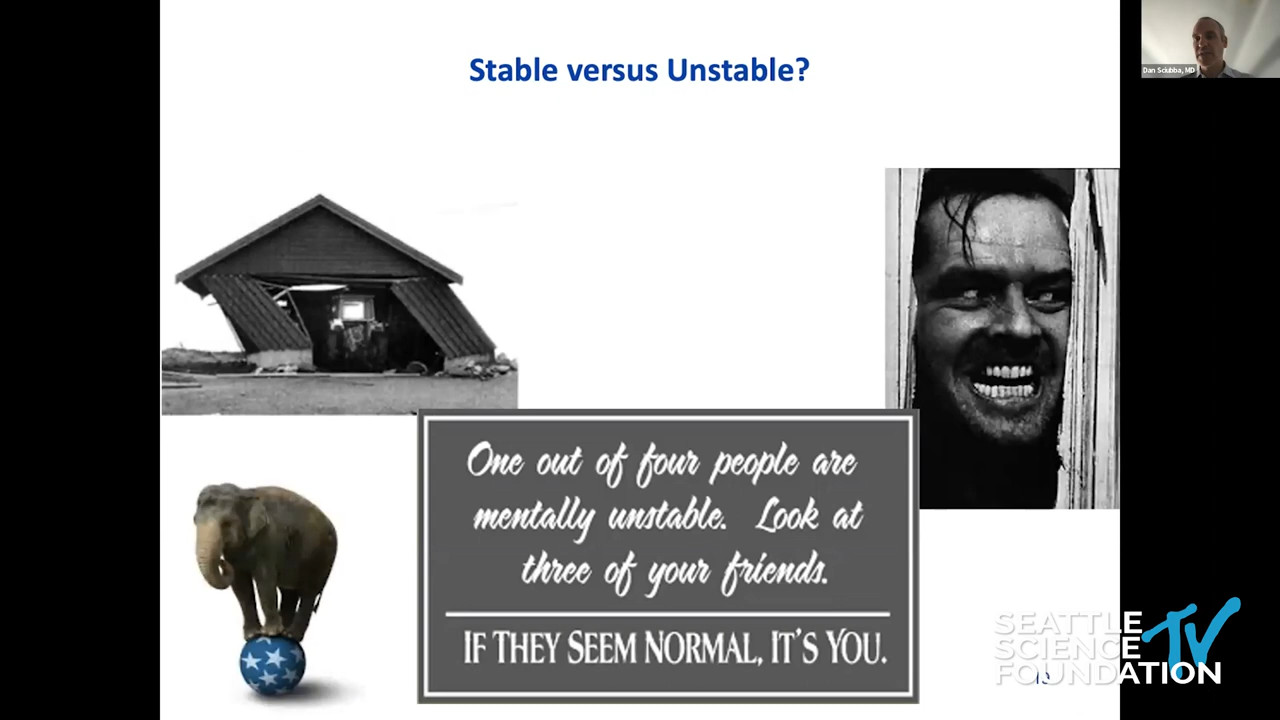 Stable versus Unstable?
Dan Sciubba, MD
One out of four people are
mentally unstable. Look at
three of your friends.
IF THEY SEEM NORMAL, IT'S YOU.
SEATTLE
SCIENCE
FOUNDATION
TV